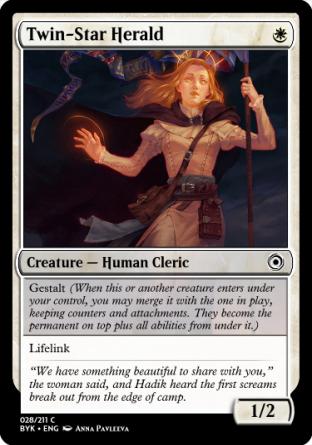 Twin-Star Herald
Creature — Human Cleric
Gestalt (When this or another creature enters under
your control, you may merge it with the one in play,
keeping counters and attachments. They become the
permanent on top plus all abilities from under it.)
Lifelink
“We have something beautiful to share with you,”
the woman said, and Hadik heard the first screams
break out from the edge of camp.
1/2
028/211 C
BYK • ENG Anna Pavleeva